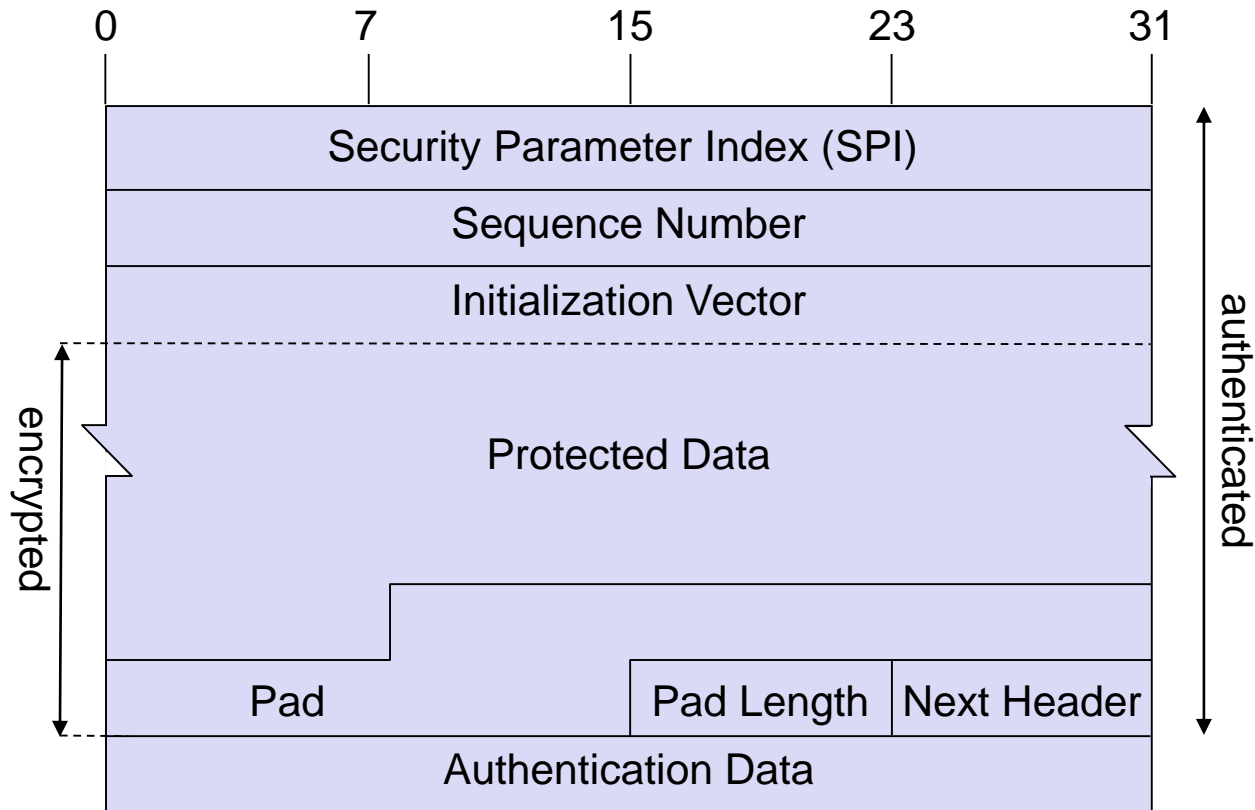 0 7 15 23 31
Security Parameter Index (SPI)
Sequence Number
Initialization Vector
authenticated
encrypted
Protected Data
Pad Pad Length Next Header
Authentication Data